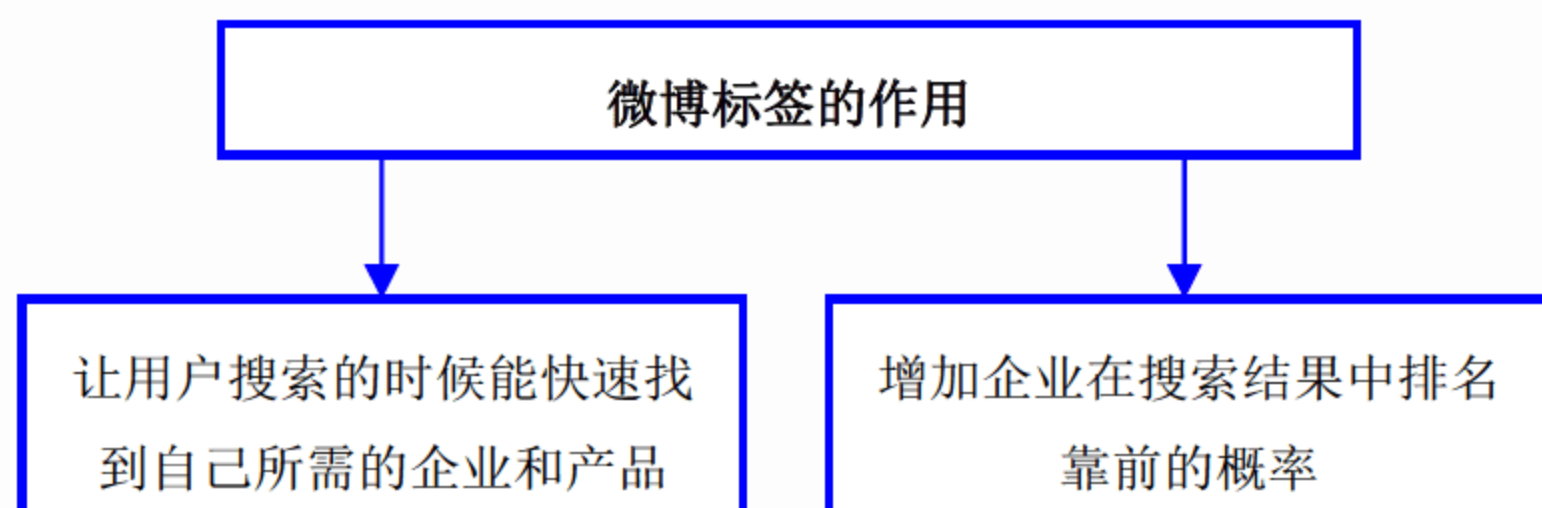 微博标签的作用
让用户搜索的时候能快速找
到自己所需的企业和产品
增加企业在搜索结果中排名
靠前的概率